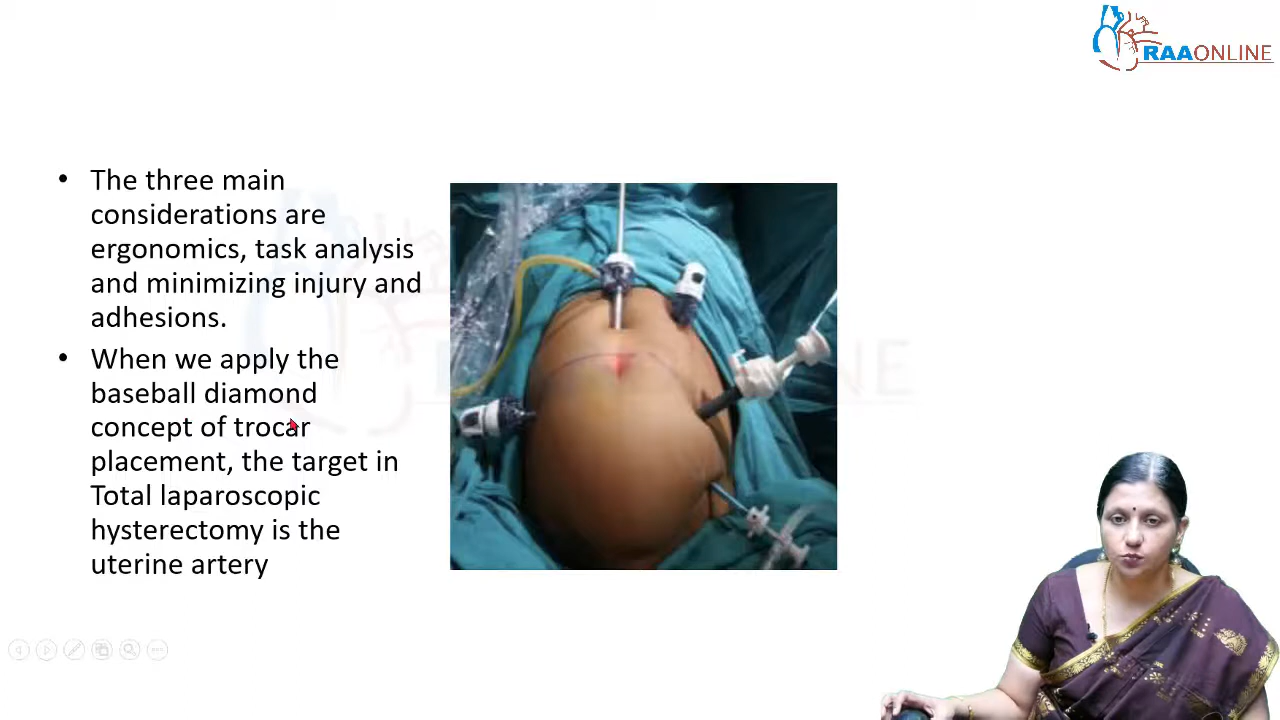 RAAONLINE
• The three main
considerations are
ergonomics, task analysis
and minimizing injury and
adhesions.
• When we apply the
baseball diamond
concept of trocar
placement, the target in
Total laparoscopic
hysterectomy is the
uterine artery